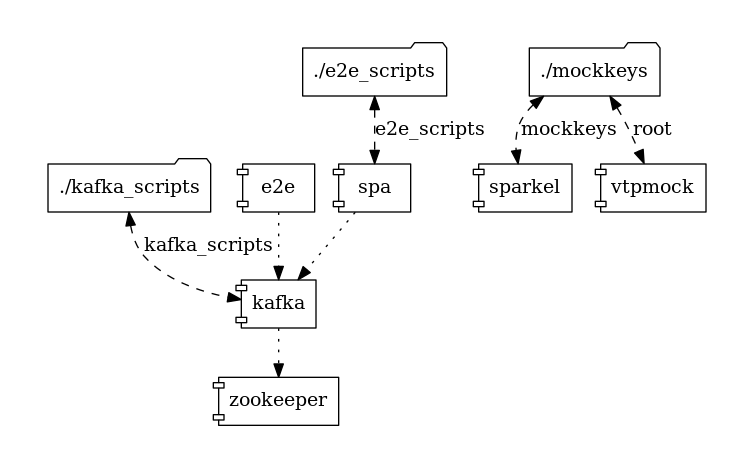 ./e2e_scripts
./mockkeys
e2e_scripts
mockkeys
root
./kafka_scripts
e2e
spa
sparkel
vtpmock
kafka_scripts
kafka
zookeeper